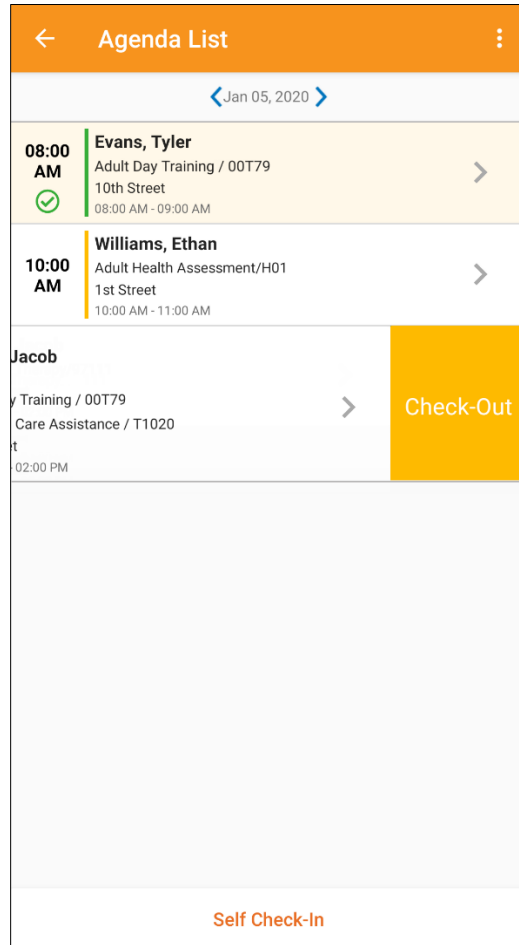 Agenda List
Jan 05, 2020
08:00
AM
Evans, Tyler
Adult Day Training / 00T79
10th Street
08:00 AM - 09:00 AM
10:00
AM
Williams, Ethan
Adult Health Assessment/H01
1st Street
10:00 AM - 11:00 AM
Jacob
y Training / 00T79
Care Assistance / T1020
et
- 02:00 PM
Check-Out
Self Check-In